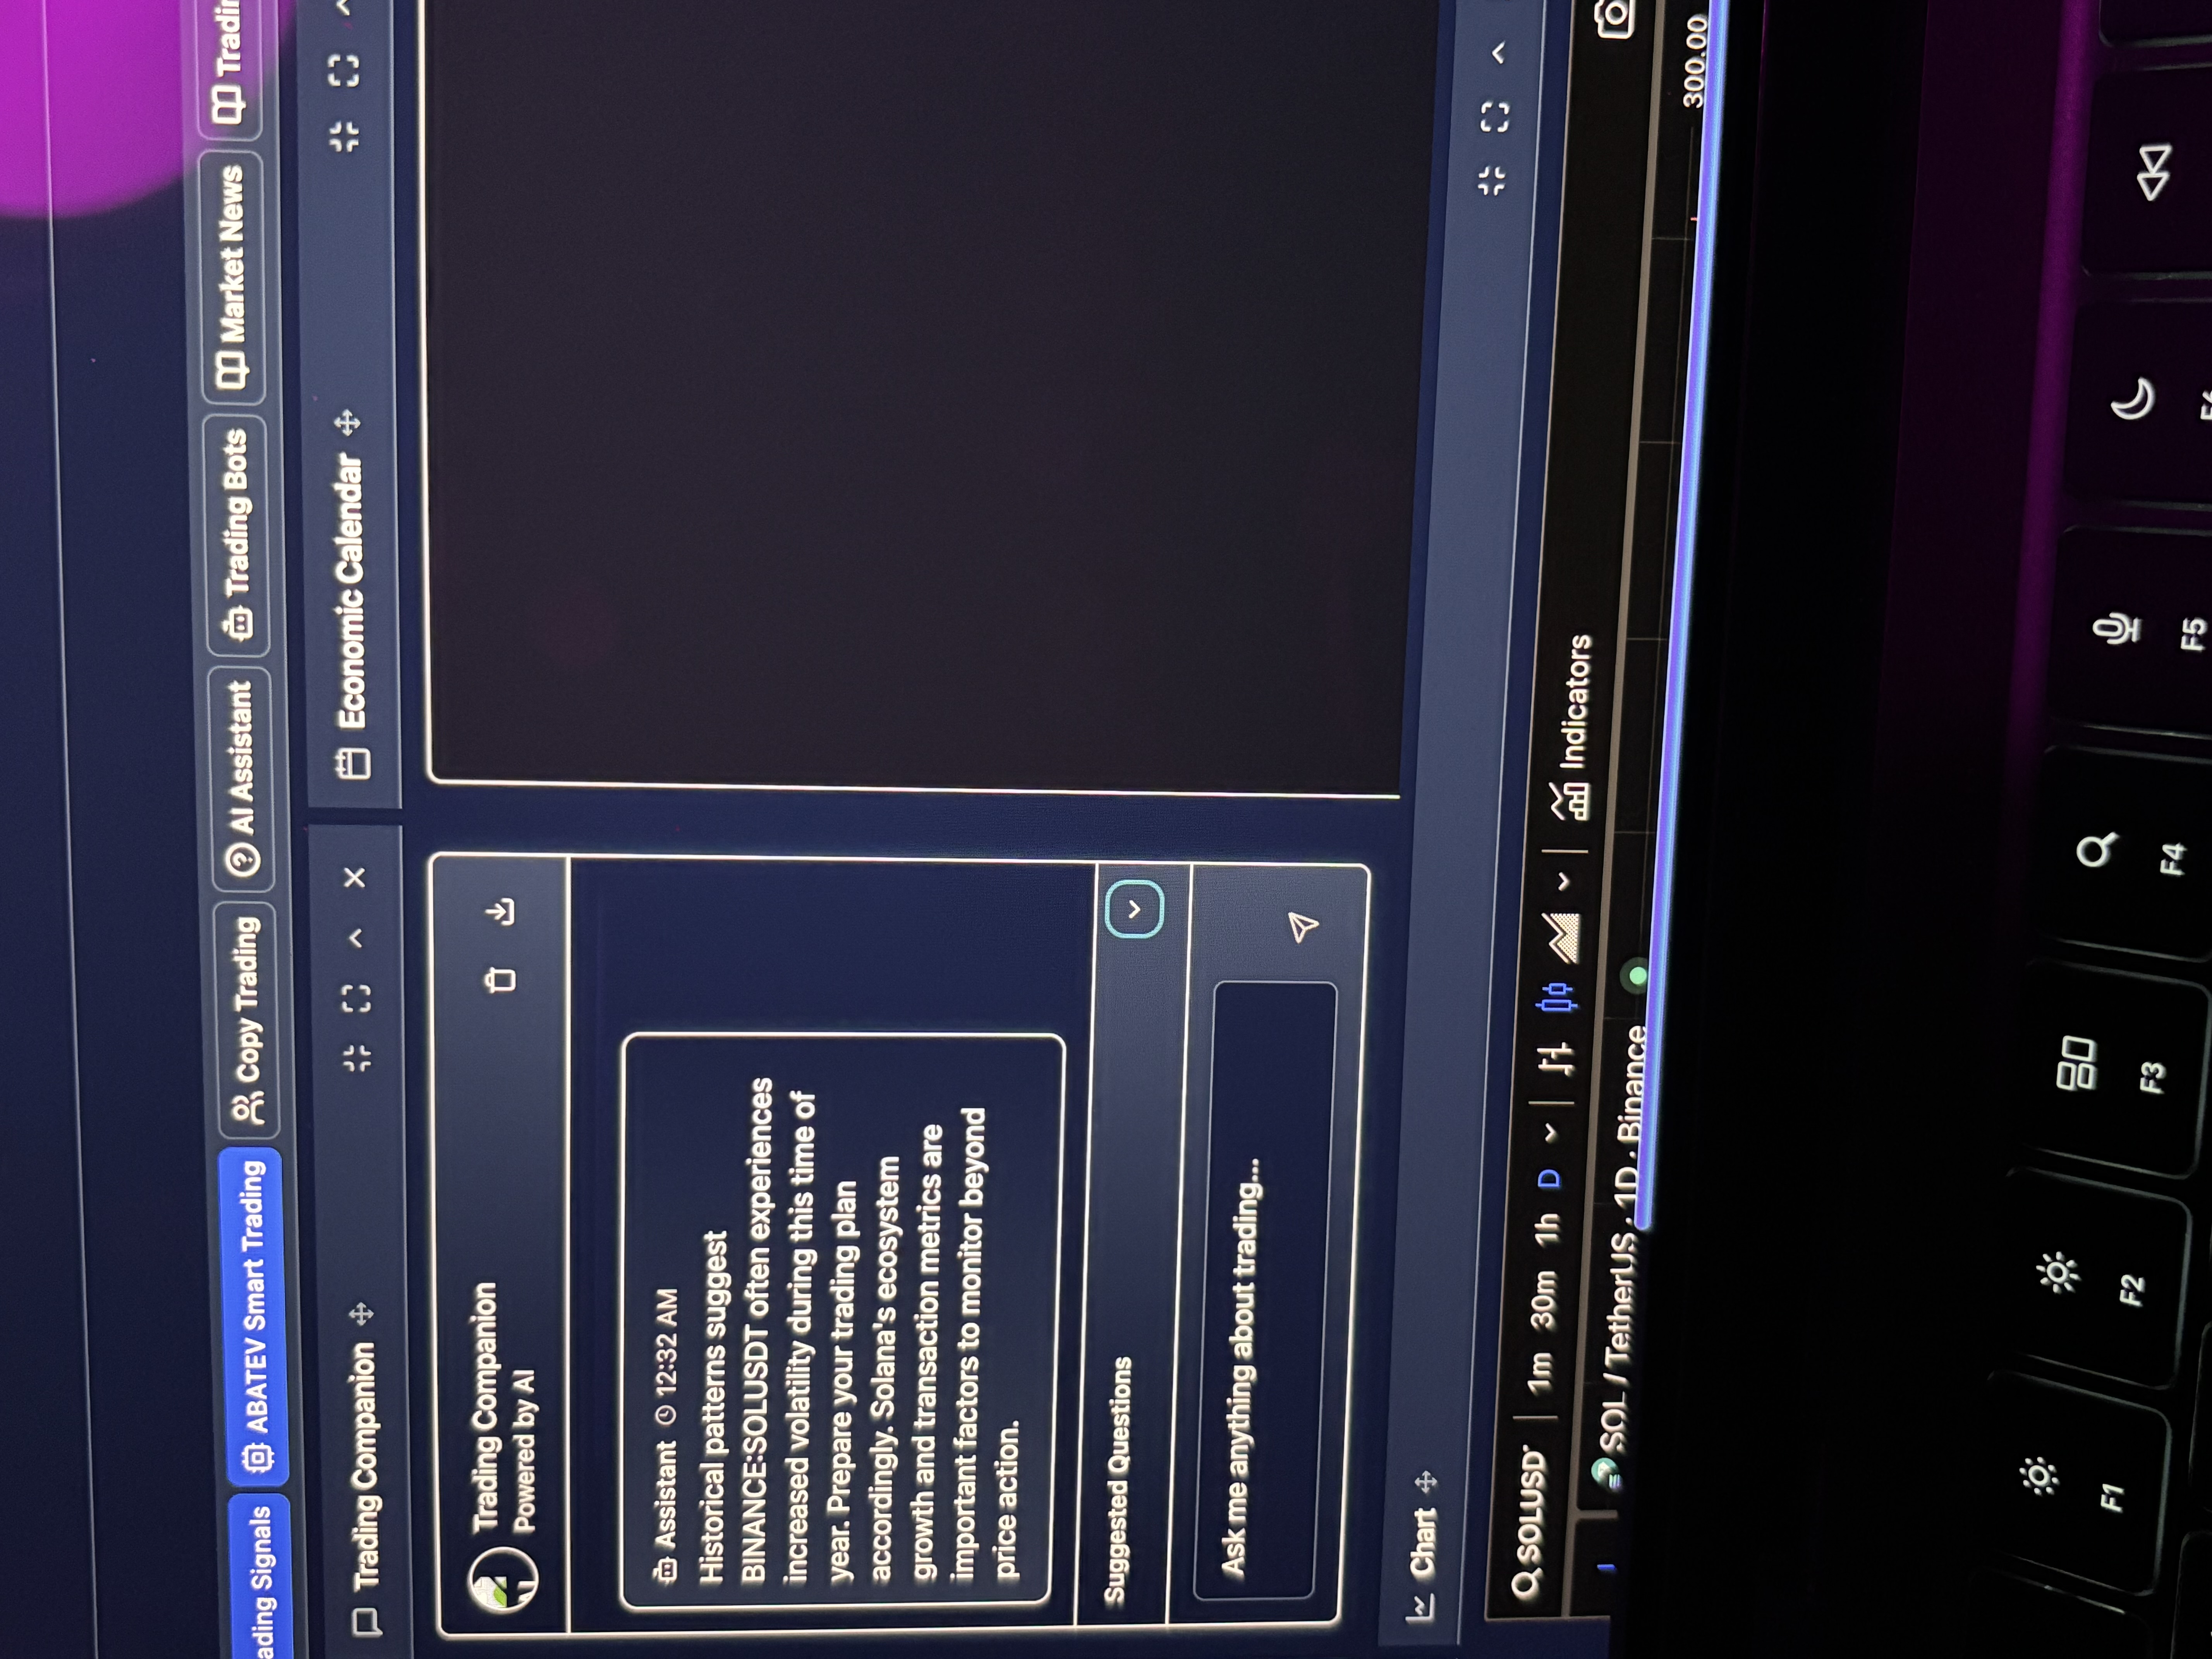 ading Signals
ABATEV Smart Trading
Copy Trading
AI Assistant
Trading Bots
Market News
Tradin
Trading Companion
Economic Calendar
Trading Companion
Powered by AI
Assistant 12:32 AM
Historical patterns suggest
BINANCE:SOLUSDT often experiences
increased volatility during this time of
year. Prepare your trading plan
accordingly. Solana's ecosystem
growth and transaction metrics are
important factors to monitor beyond
price action.
Suggested Questions
Ask me anything about trading...
Chart
SOLUSD 1m 30m 1h D Indicators
SOL / TetherUS · 1D · Binance
300.00
F1
F2
F3
F4
F5
F6